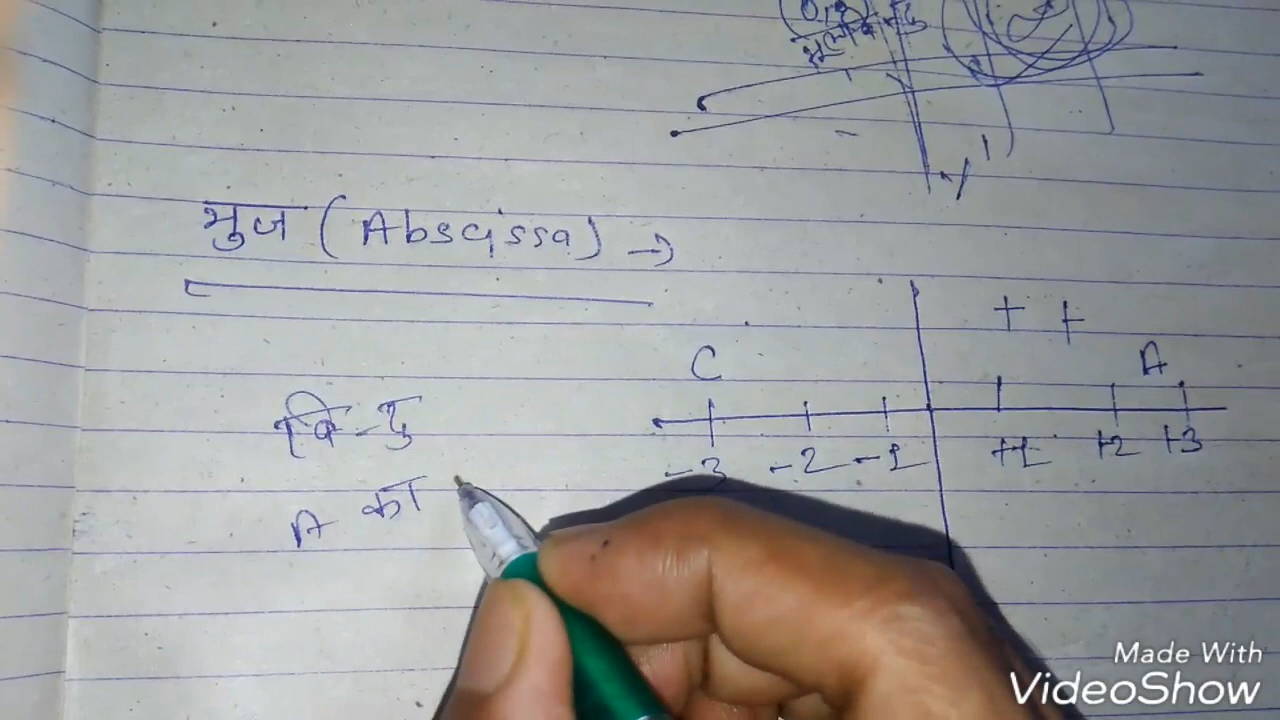 भुज (Abscissa) →
+ +
C A
-3 -2 -1 +1 +2 +3
बिन्दु
A का
Made With
VideoShow